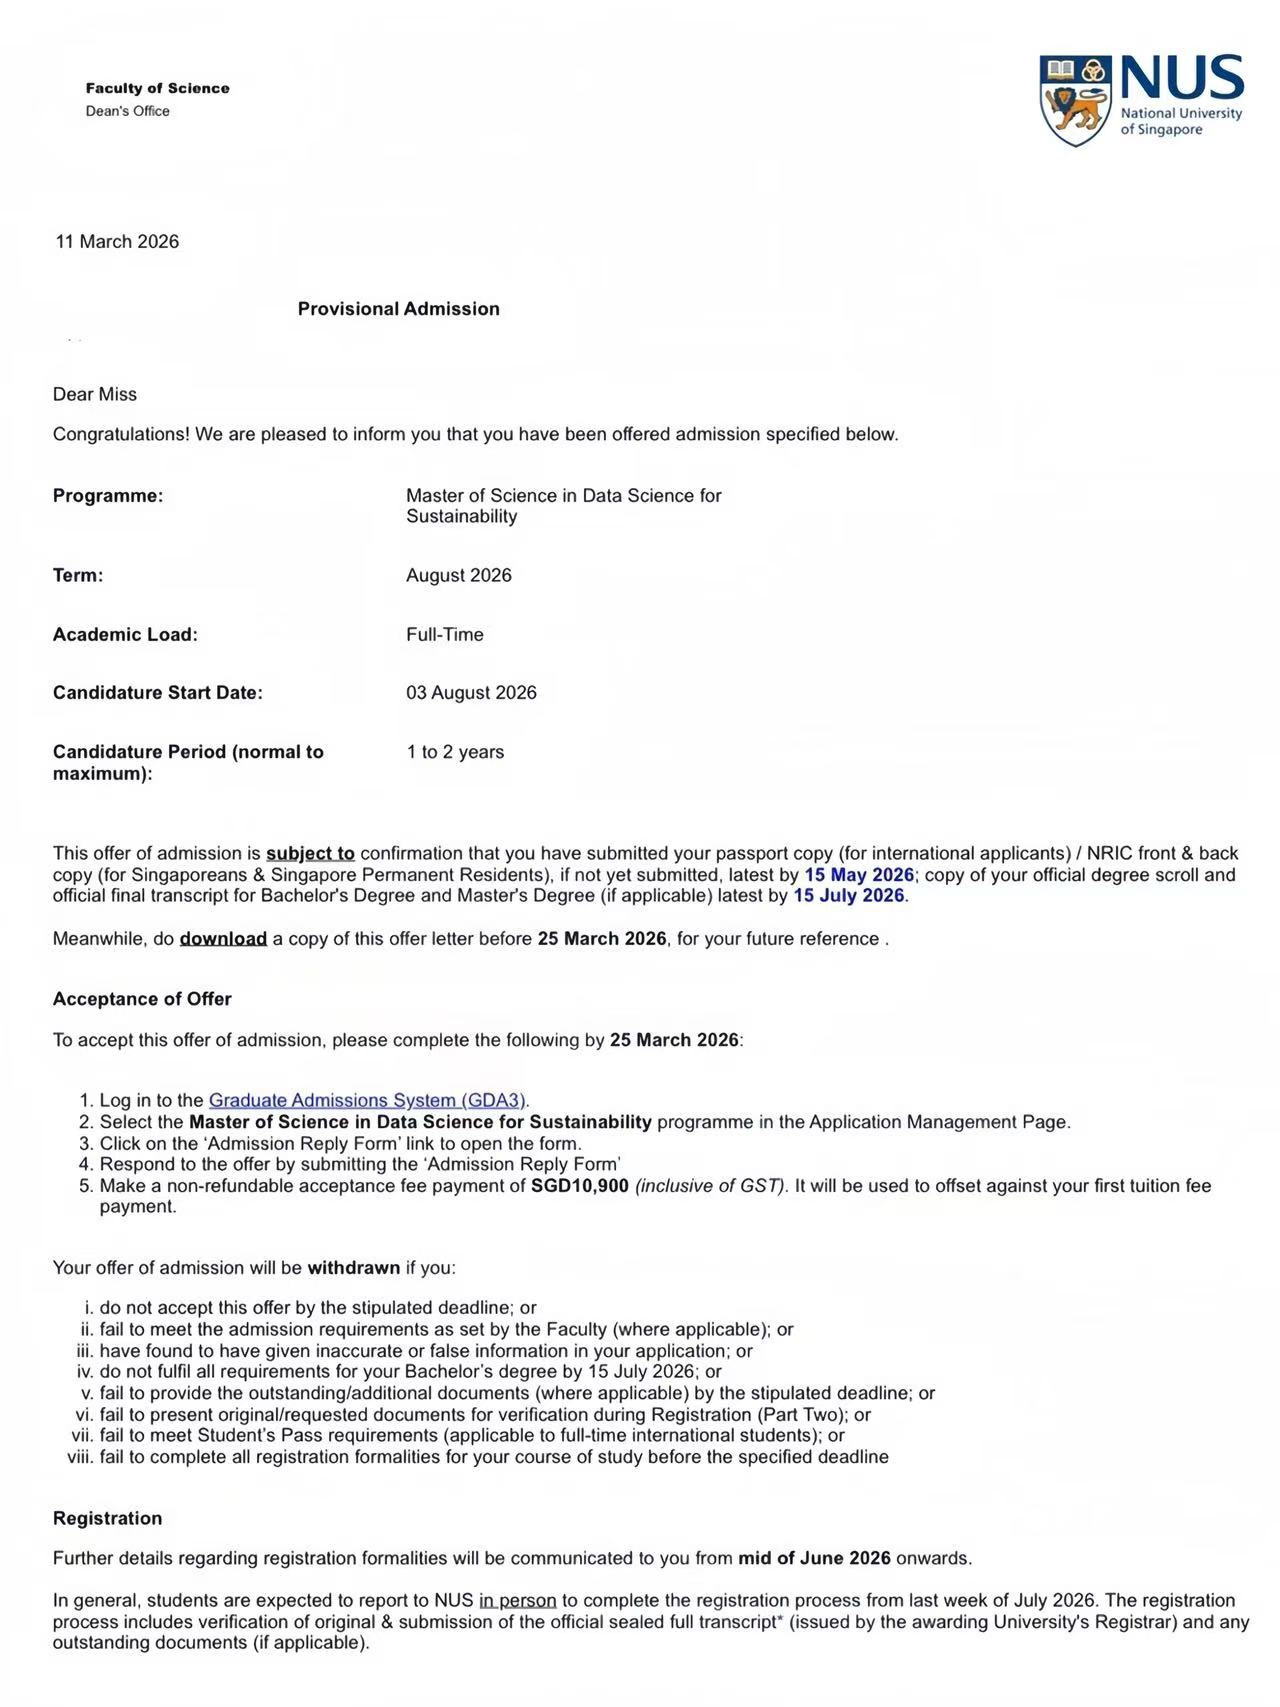 Faculty of Science
Dean's Office
NUS
National University
of Singapore
11 March 2026
Provisional Admission
Dear Miss
Congratulations! We are pleased to inform you that you have been offered admission specified below.
Programme: Master of Science in Data Science for
Sustainability
Term: August 2026
Academic Load: Full-Time
Candidature Start Date: 03 August 2026
Candidature Period (normal to 1 to 2 years
maximum):
This offer of admission is subject to confirmation that you have submitted your passport copy (for international applicants) / NRIC front & back
copy (for Singaporeans & Singapore Permanent Residents), if not yet submitted, latest by 15 May 2026; copy of your official degree scroll and
official final transcript for Bachelor's Degree and Master's Degree (if applicable) latest by 15 July 2026.
Meanwhile, do download a copy of this offer letter before 25 March 2026, for your future reference .
Acceptance of Offer
To accept this offer of admission, please complete the following by 25 March 2026:
1. Log in to the Graduate Admissions System (GDA3).
2. Select the Master of Science in Data Science for Sustainability programme in the Application Management Page.
3. Click on the ‘Admission Reply Form’ link to open the form.
4. Respond to the offer by submitting the ‘Admission Reply Form’
5. Make a non-refundable acceptance fee payment of SGD10,900 (inclusive of GST). It will be used to offset against your first tuition fee
payment.
Your offer of admission will be withdrawn if you:
i. do not accept this offer by the stipulated deadline; or
ii. fail to meet the admission requirements as set by the Faculty (where applicable); or
iii. have found to have given inaccurate or false information in your application; or
iv. do not fulfil all requirements for your Bachelor’s degree by 15 July 2026; or
v. fail to provide the outstanding/additional documents (where applicable) by the stipulated deadline; or
vi. fail to present original/requested documents for verification during Registration (Part Two); or
vii. fail to meet Student’s Pass requirements (applicable to full-time international students); or
viii. fail to complete all registration formalities for your course of study before the specified deadline
Registration
Further details regarding registration formalities will be communicated to you from mid of June 2026 onwards.
In general, students are expected to report to NUS in person to complete the registration process from last week of July 2026. The registration
process includes verification of original & submission of the official sealed full transcript* (issued by the awarding University's Registrar) and any
outstanding documents (if applicable).